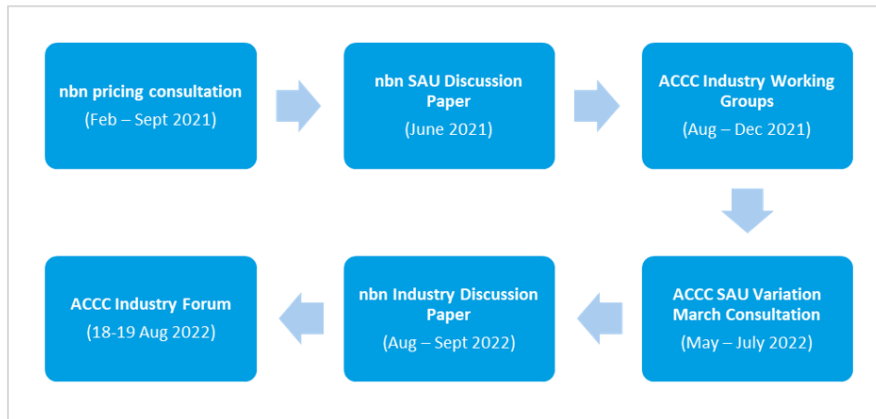 nbn pricing consultation
(Feb – Sept 2021)
nbn SAU Discussion
Paper
(June 2021)
ACCC Industry Working
Groups
(Aug – Dec 2021)
ACCC SAU Variation
March Consultation
(May – July 2022)
nbn Industry Discussion
Paper
(Aug – Sept 2022)
ACCC Industry Forum
(18-19 Aug 2022)